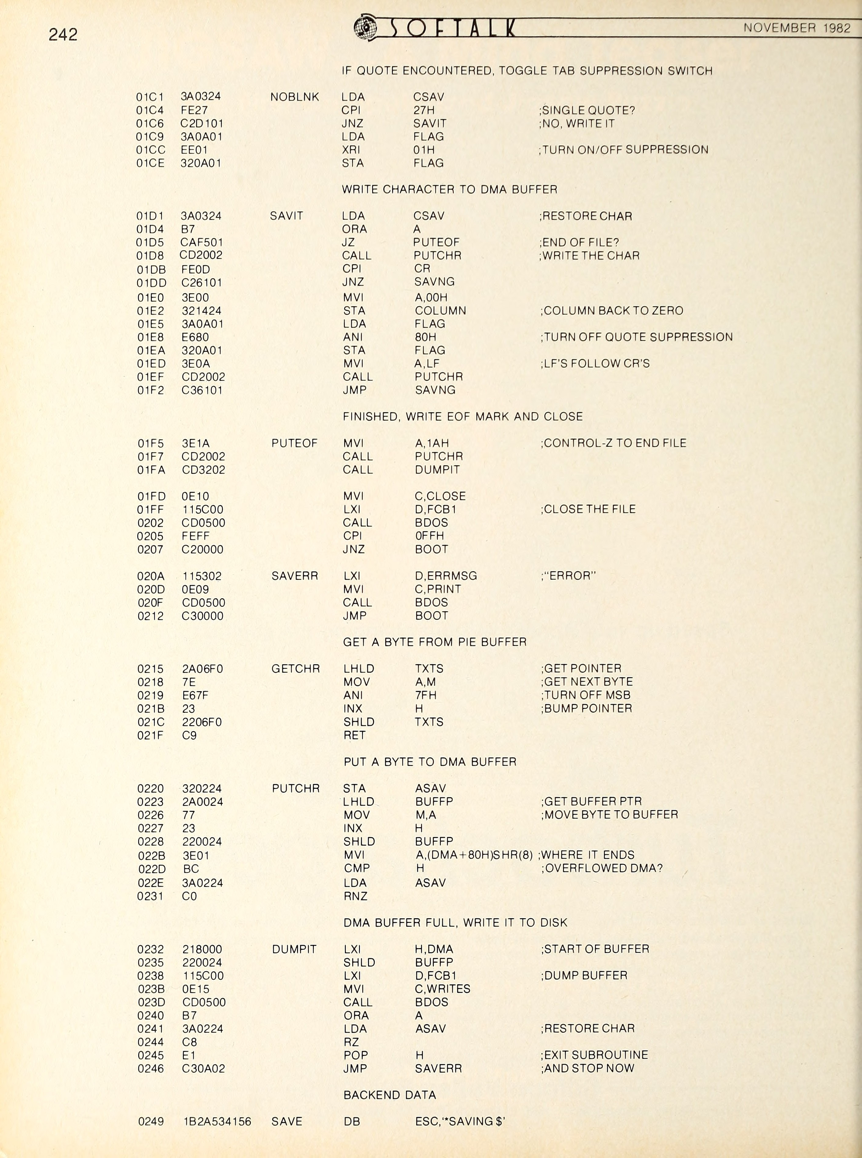 242
SOFTALK
NOVEMBER 1982
IF QUOTE ENCOUNTERED, TOGGLE TAB SUPPRESSION SWITCH
01C1 3A0324 NOBLNK LDA CSAV
01C4 FE27 CPI 27H ;SINGLE QUOTE?
01C6 C2D101 JNZ SAVIT ;NO, WRITE IT
01C9 3A0A01 LDA FLAG
01CC EE01 XRI 01H ;TURN ON/OFF SUPPRESSION
01CE 320A01 STA FLAG
WRITE CHARACTER TO DMA BUFFER
01D1 3A0324 SAVIT LDA CSAV ;RESTORE CHAR
01D4 B7 ORA A
01D5 CAF501 JZ PUTEOF ;END OF FILE?
01D8 CD2002 CALL PUTCHR ;WRITE THE CHAR
01DB FE0D CPI CR
01DD C26101 JNZ SAVNG
01E0 3E00 MVI A,00H
01E2 321424 STA COLUMN ;COLUMN BACK TO ZERO
01E5 3A0A01 LDA FLAG
01E8 E680 ANI 80H ;TURN OFF QUOTE SUPPRESSION
01EA 320A01 STA FLAG
01ED 3E0A MVI A,LF ;LF'S FOLLOW CR'S
01EF CD2002 CALL PUTCHR
01F2 C36101 JMP SAVNG
FINISHED, WRITE EOF MARK AND CLOSE
01F5 3E1A PUTEOF MVI A,1AH ;CONTROL-Z TO END FILE
01F7 CD2002 CALL PUTCHR
01FA CD3202 CALL DUMPIT
01FD 0E10 MVI C,CLOSE
01FF 115C00 LXI D,FCB1 ;CLOSE THE FILE
0202 CD0500 CALL BDOS
0205 FEFF CPI 0FFH
0207 C20000 JNZ BOOT
020A 115302 SAVERR LXI D,ERRMSG ;"ERROR"
020D 0E09 MVI C,PRINT
020F CD0500 CALL BDOS
0212 C30000 JMP BOOT
GET A BYTE FROM PIE BUFFER
0215 2A06F0 GETCHR LHLD TXTS ;GET POINTER
0218 7E MOV A,M ;GET NEXT BYTE
0219 E67F ANI 7FH ;TURN OFF MSB
021B 23 INX H ;BUMP POINTER
021C 2206F0 SHLD TXTS
021F C9 RET
PUT A BYTE TO DMA BUFFER
0220 320224 PUTCHR STA ASAV
0223 2A0024 LHLD BUFFP ;GET BUFFER PTR
0226 77 MOV M,A ;MOVE BYTE TO BUFFER
0227 23 INX H
0228 220024 SHLD BUFFP
022B 3E01 MVI A,(DMA+80H)SHR(8) ;WHERE IT ENDS
022D BC CMP H ;OVERFLOWED DMA?
022E 3A0224 LDA ASAV
0231 C0 RNZ
DMA BUFFER FULL, WRITE IT TO DISK
0232 218000 DUMPIT LXI H,DMA ;START OF BUFFER
0235 220024 SHLD BUFFP
0238 115C00 LXI D,FCB1 ;DUMP BUFFER
023B 0E15 MVI C,WRITES
023D CD0500 CALL BDOS
0240 B7 ORA A
0241 3A0224 LDA ASAV ;RESTORE CHAR
0244 C8 RZ
0245 E1 POP H ;EXIT SUBROUTINE
0246 C30A02 JMP SAVERR ;AND STOP NOW
BACKEND DATA
0249 1B2A534156 SAVE DB ESC,'*SAVING $'